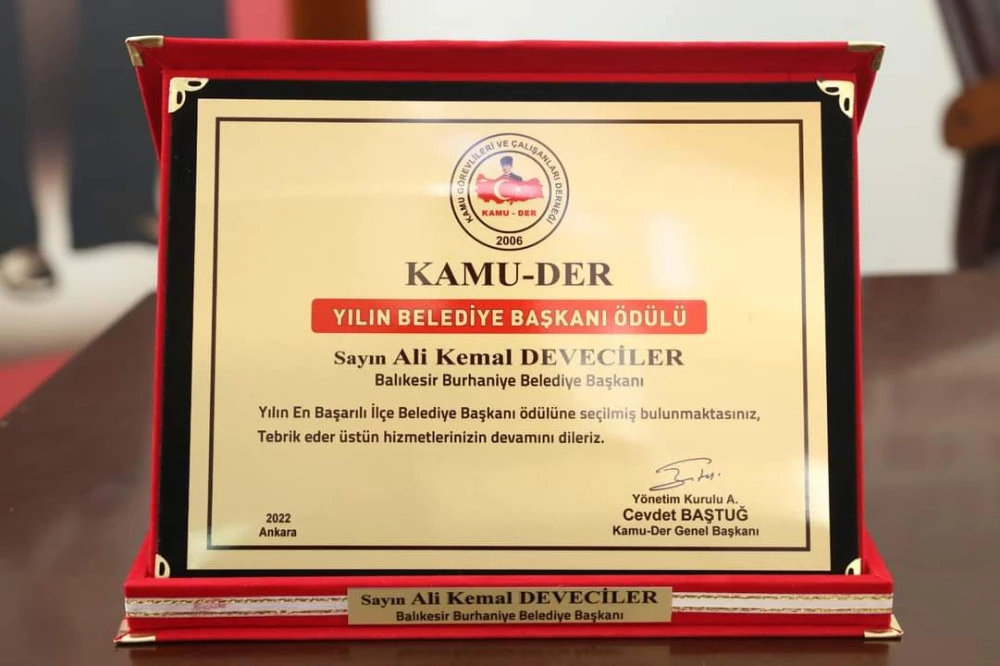 KAMU GÖREVLİLERİ VE ÇALIŞANLARI DERNEĞİ
KAMU - DER
2006
KAMU-DER
YILIN BELEDİYE BAŞKANI ÖDÜLÜ
Sayın Ali Kemal DEVECİLER
Balıkesir Burhaniye Belediye Başkanı
Yılın En Başarılı İlçe Belediye Başkanı ödülüne seçilmiş bulunmaktasınız,
Tebrik eder üstün hizmetlerinizin devamını dileriz.
Yönetim Kurulu A.
2022
Cevdet BAŞTUĞ
Ankara
Kamu-Der Genel Başkanı
Sayın Ali Kemal DEVECİLER
Balıkesir Burhaniye Belediye Başkanı